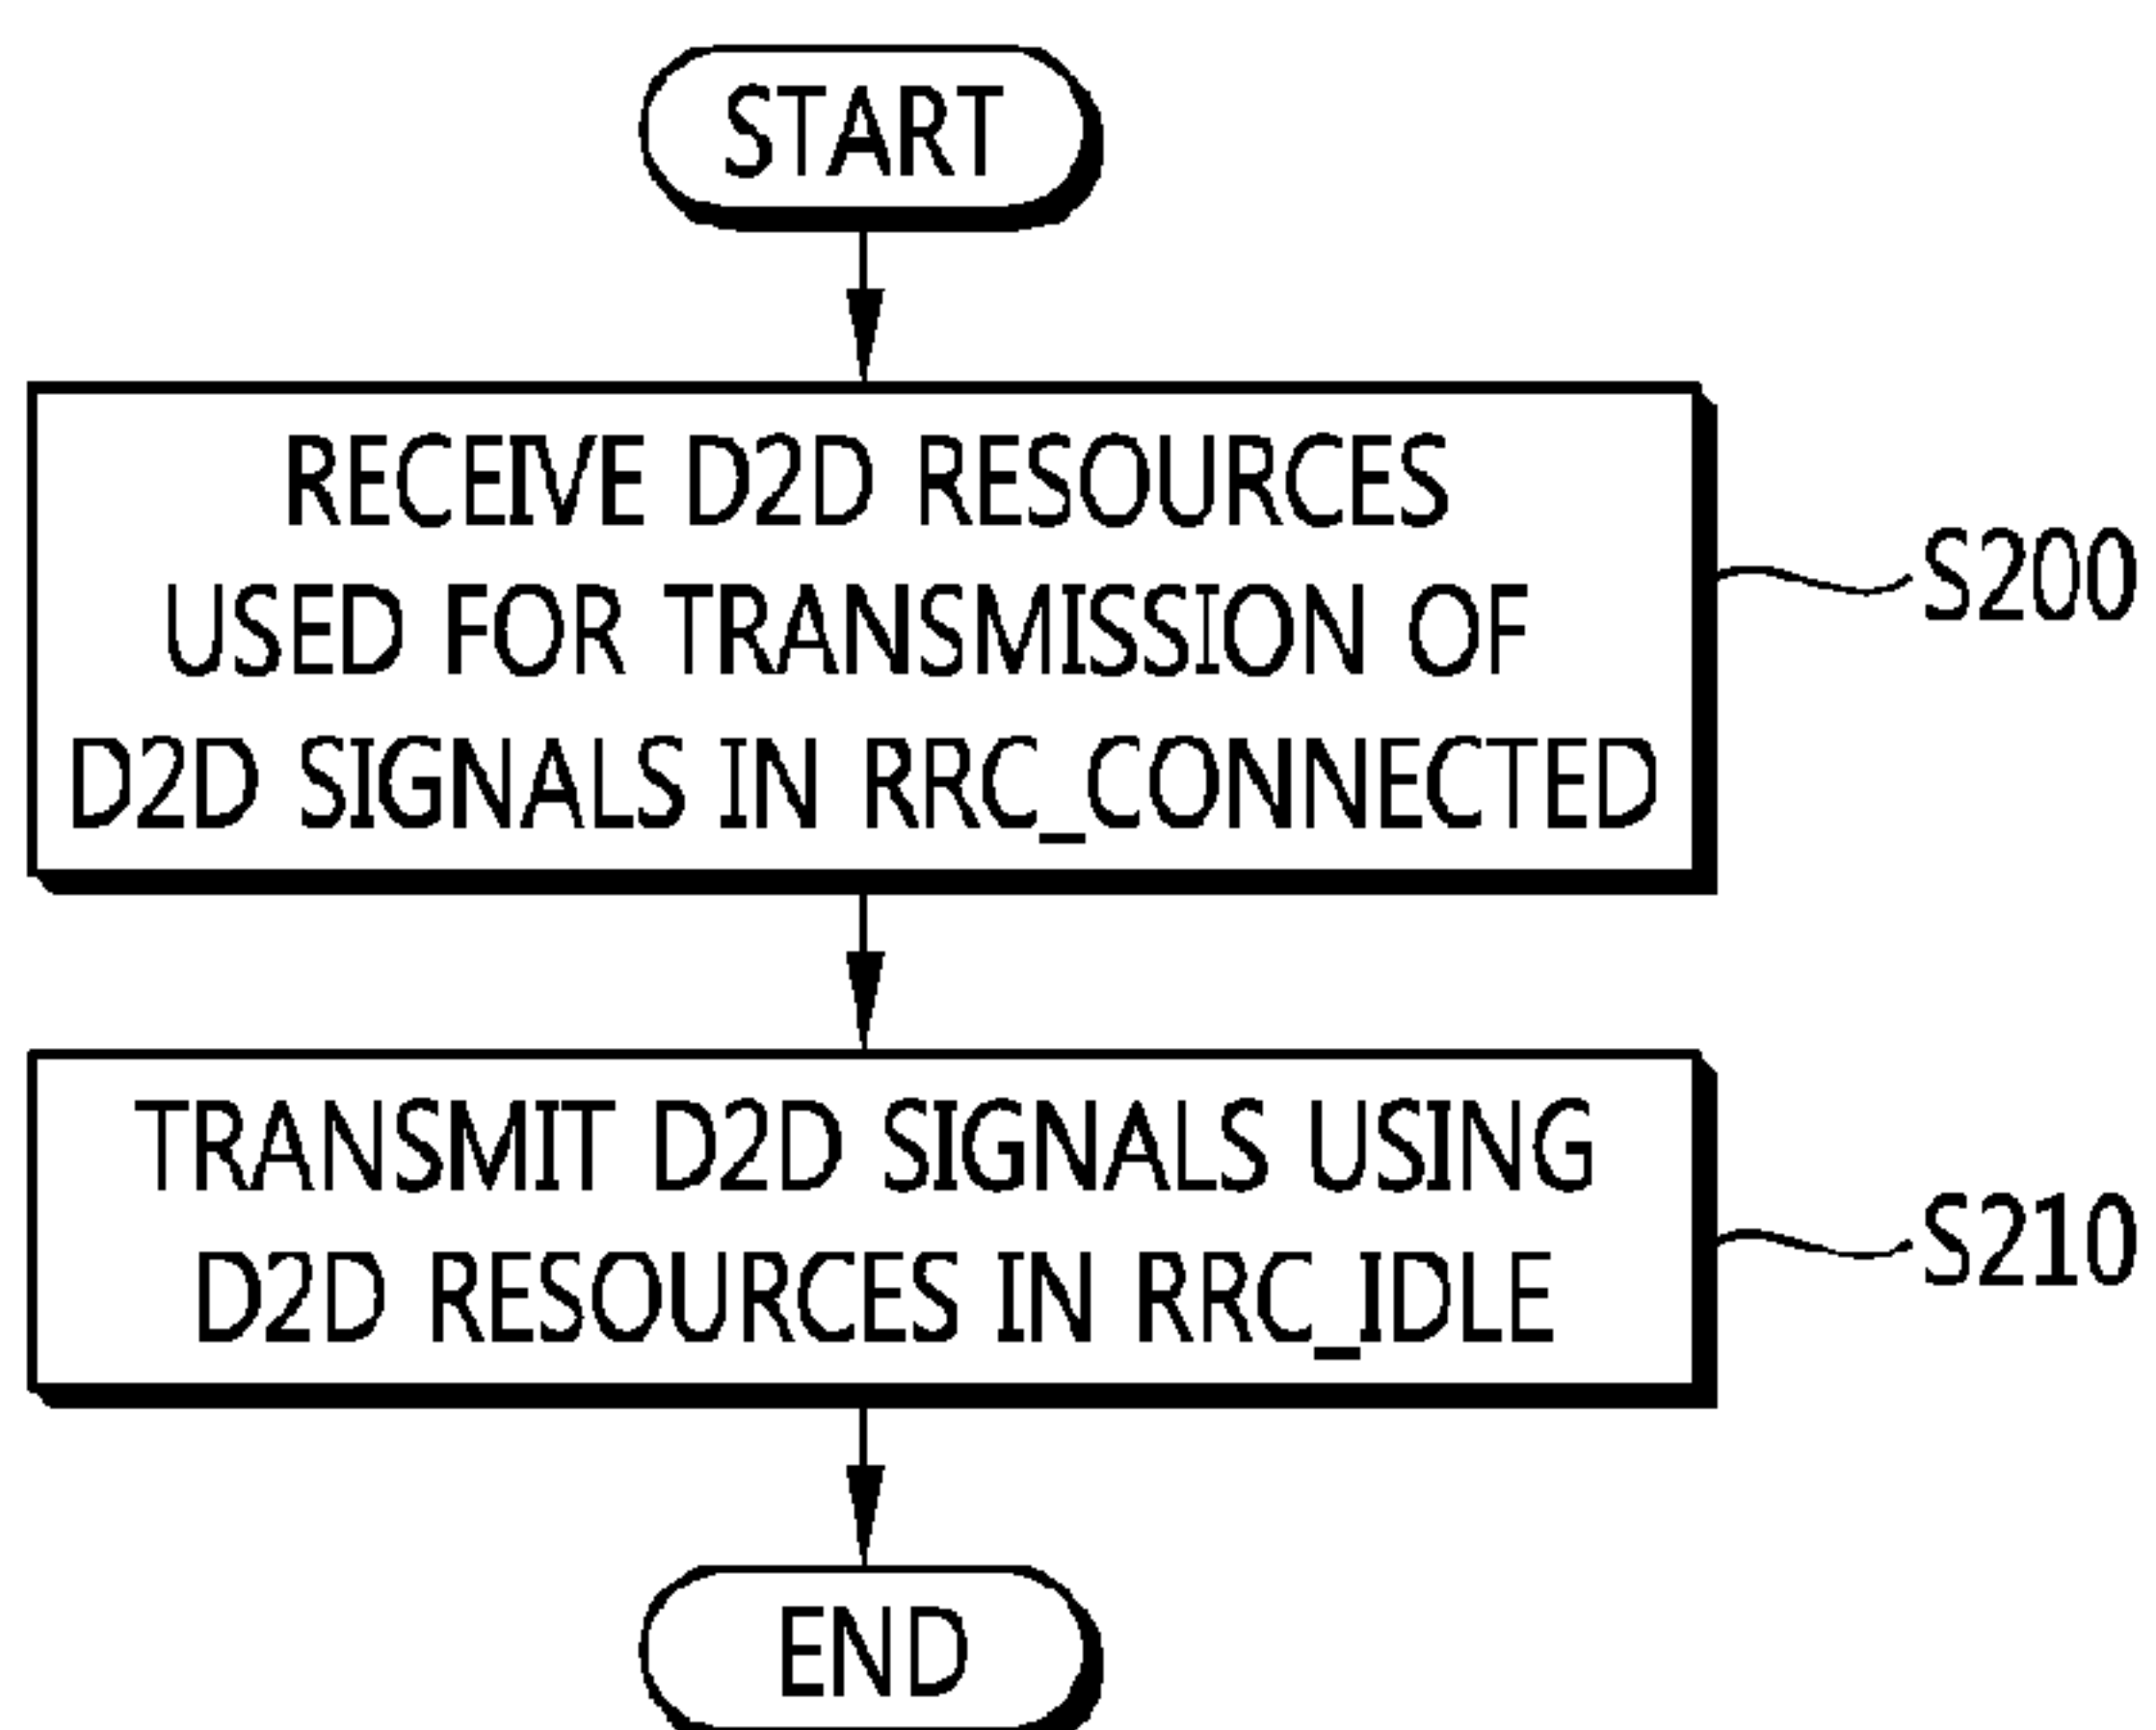 START
RECEIVE D2D RESOURCES
USED FOR TRANSMISSION OF
D2D SIGNALS IN RRC_CONNECTED
S200
TRANSMIT D2D SIGNALS USING
D2D RESOURCES IN RRC_IDLE
S210
END